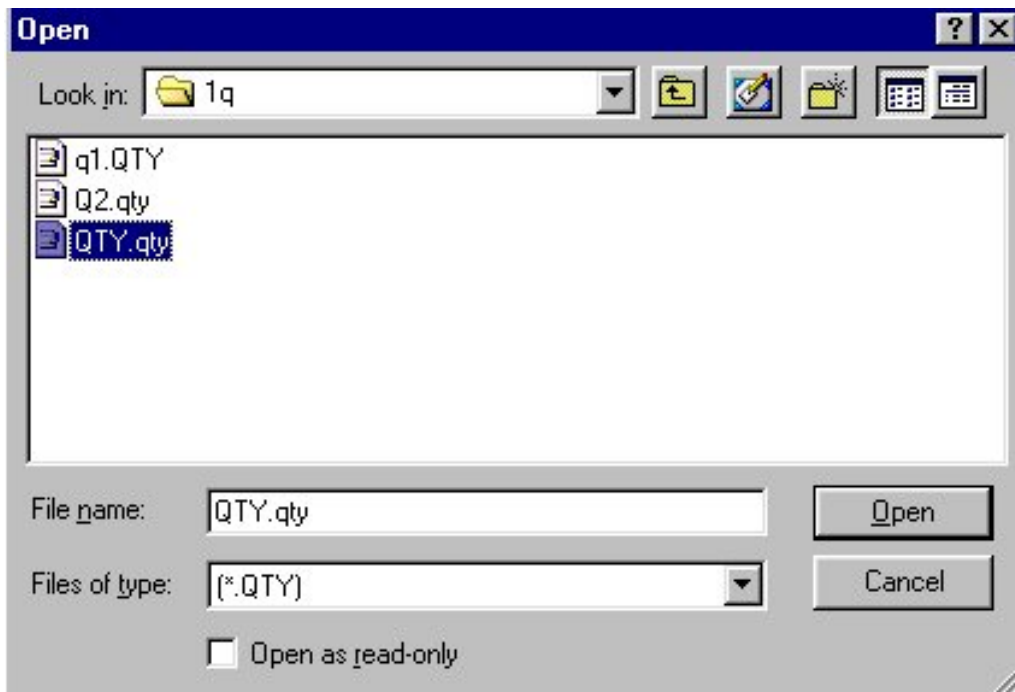 Open
Look in: 1q
q1.QTY
Q2.qty
QTY.qty
File name: QTY.qty Open
Files of type: (*.QTY) Cancel
Open as read-only